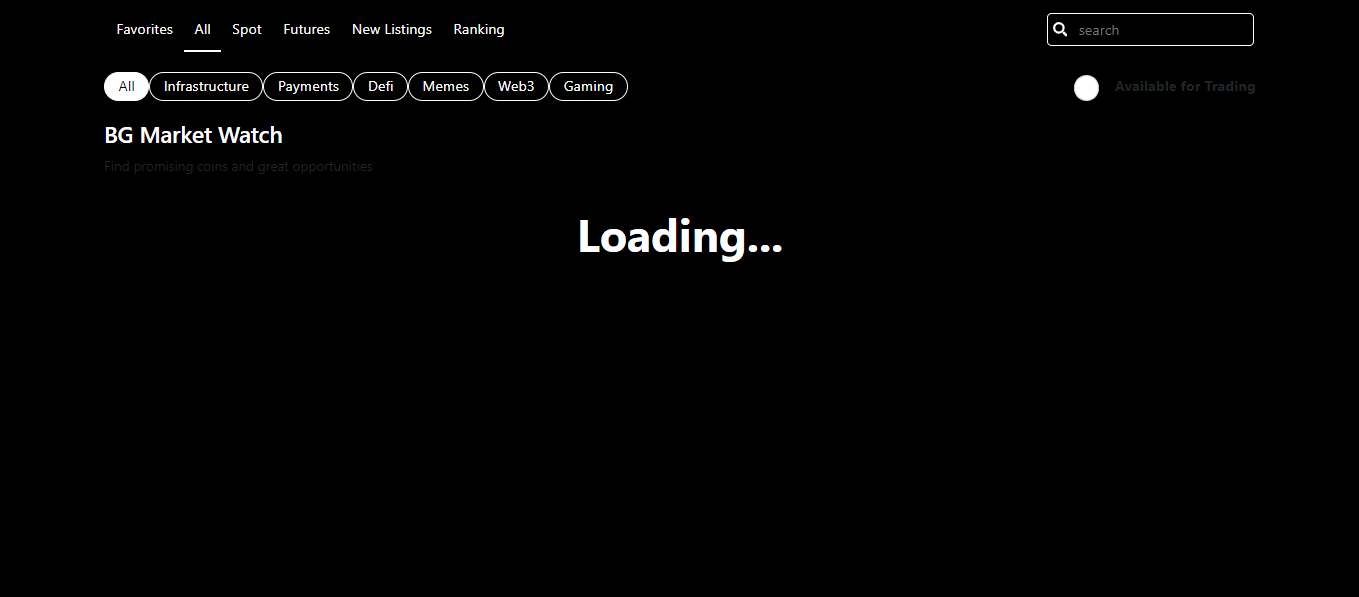 Favorites All Spot Futures New Listings Ranking search
All Infrastructure Payments Defi Memes Web3 Gaming Available for Trading
BG Market Watch
Find promising coins and great opportunities
Loading...